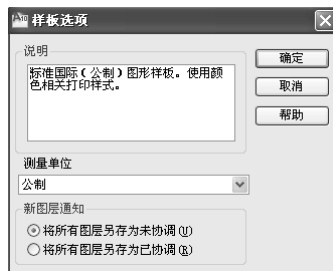 样板选项
说明
标准国际（公制）图形样板。使用颜
色相关打印样式。
确定
取消
帮助
测量单位
公制
新图层通知
将所有图层另存为未协调(U)
将所有图层另存为已协调(R)